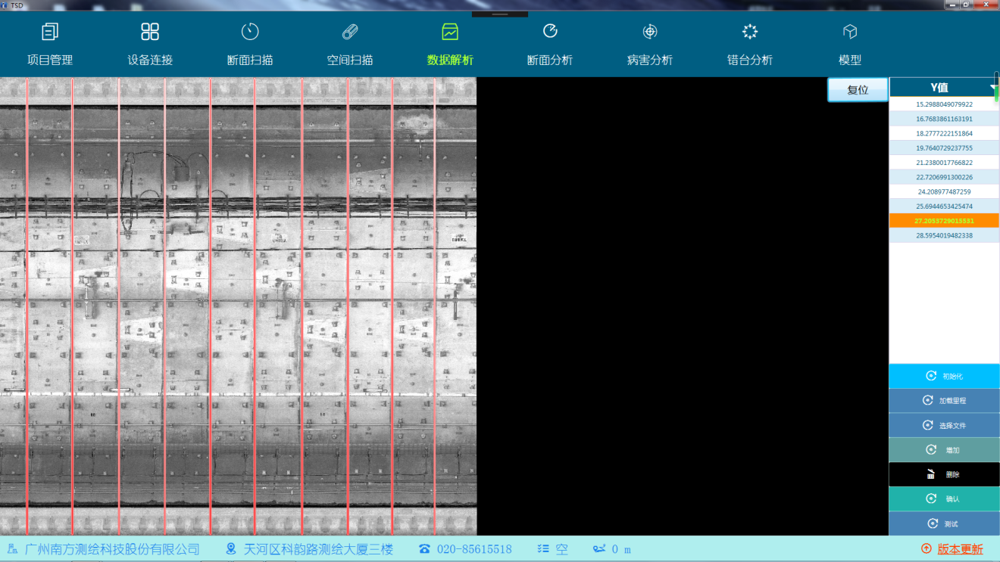 TSD
项目管理
设备连接
断面扫描
空间扫描
数据解析
断面分析
病害分析
错台分析
模型
复位
Y值
15.2988049079922
16.7683861163191
18.2777222151864
19.7640729237755
21.2380017766822
22.7206991300226
24.208977487259
25.6944653425474
27.2055729015531
28.5954019482338
初始化
加载里程
选择文件
增加
删除
确认
测试
广州南方测绘科技股份有限公司
天河区科韵路测绘大厦三楼
020-85615518
空
0 m
版本更新